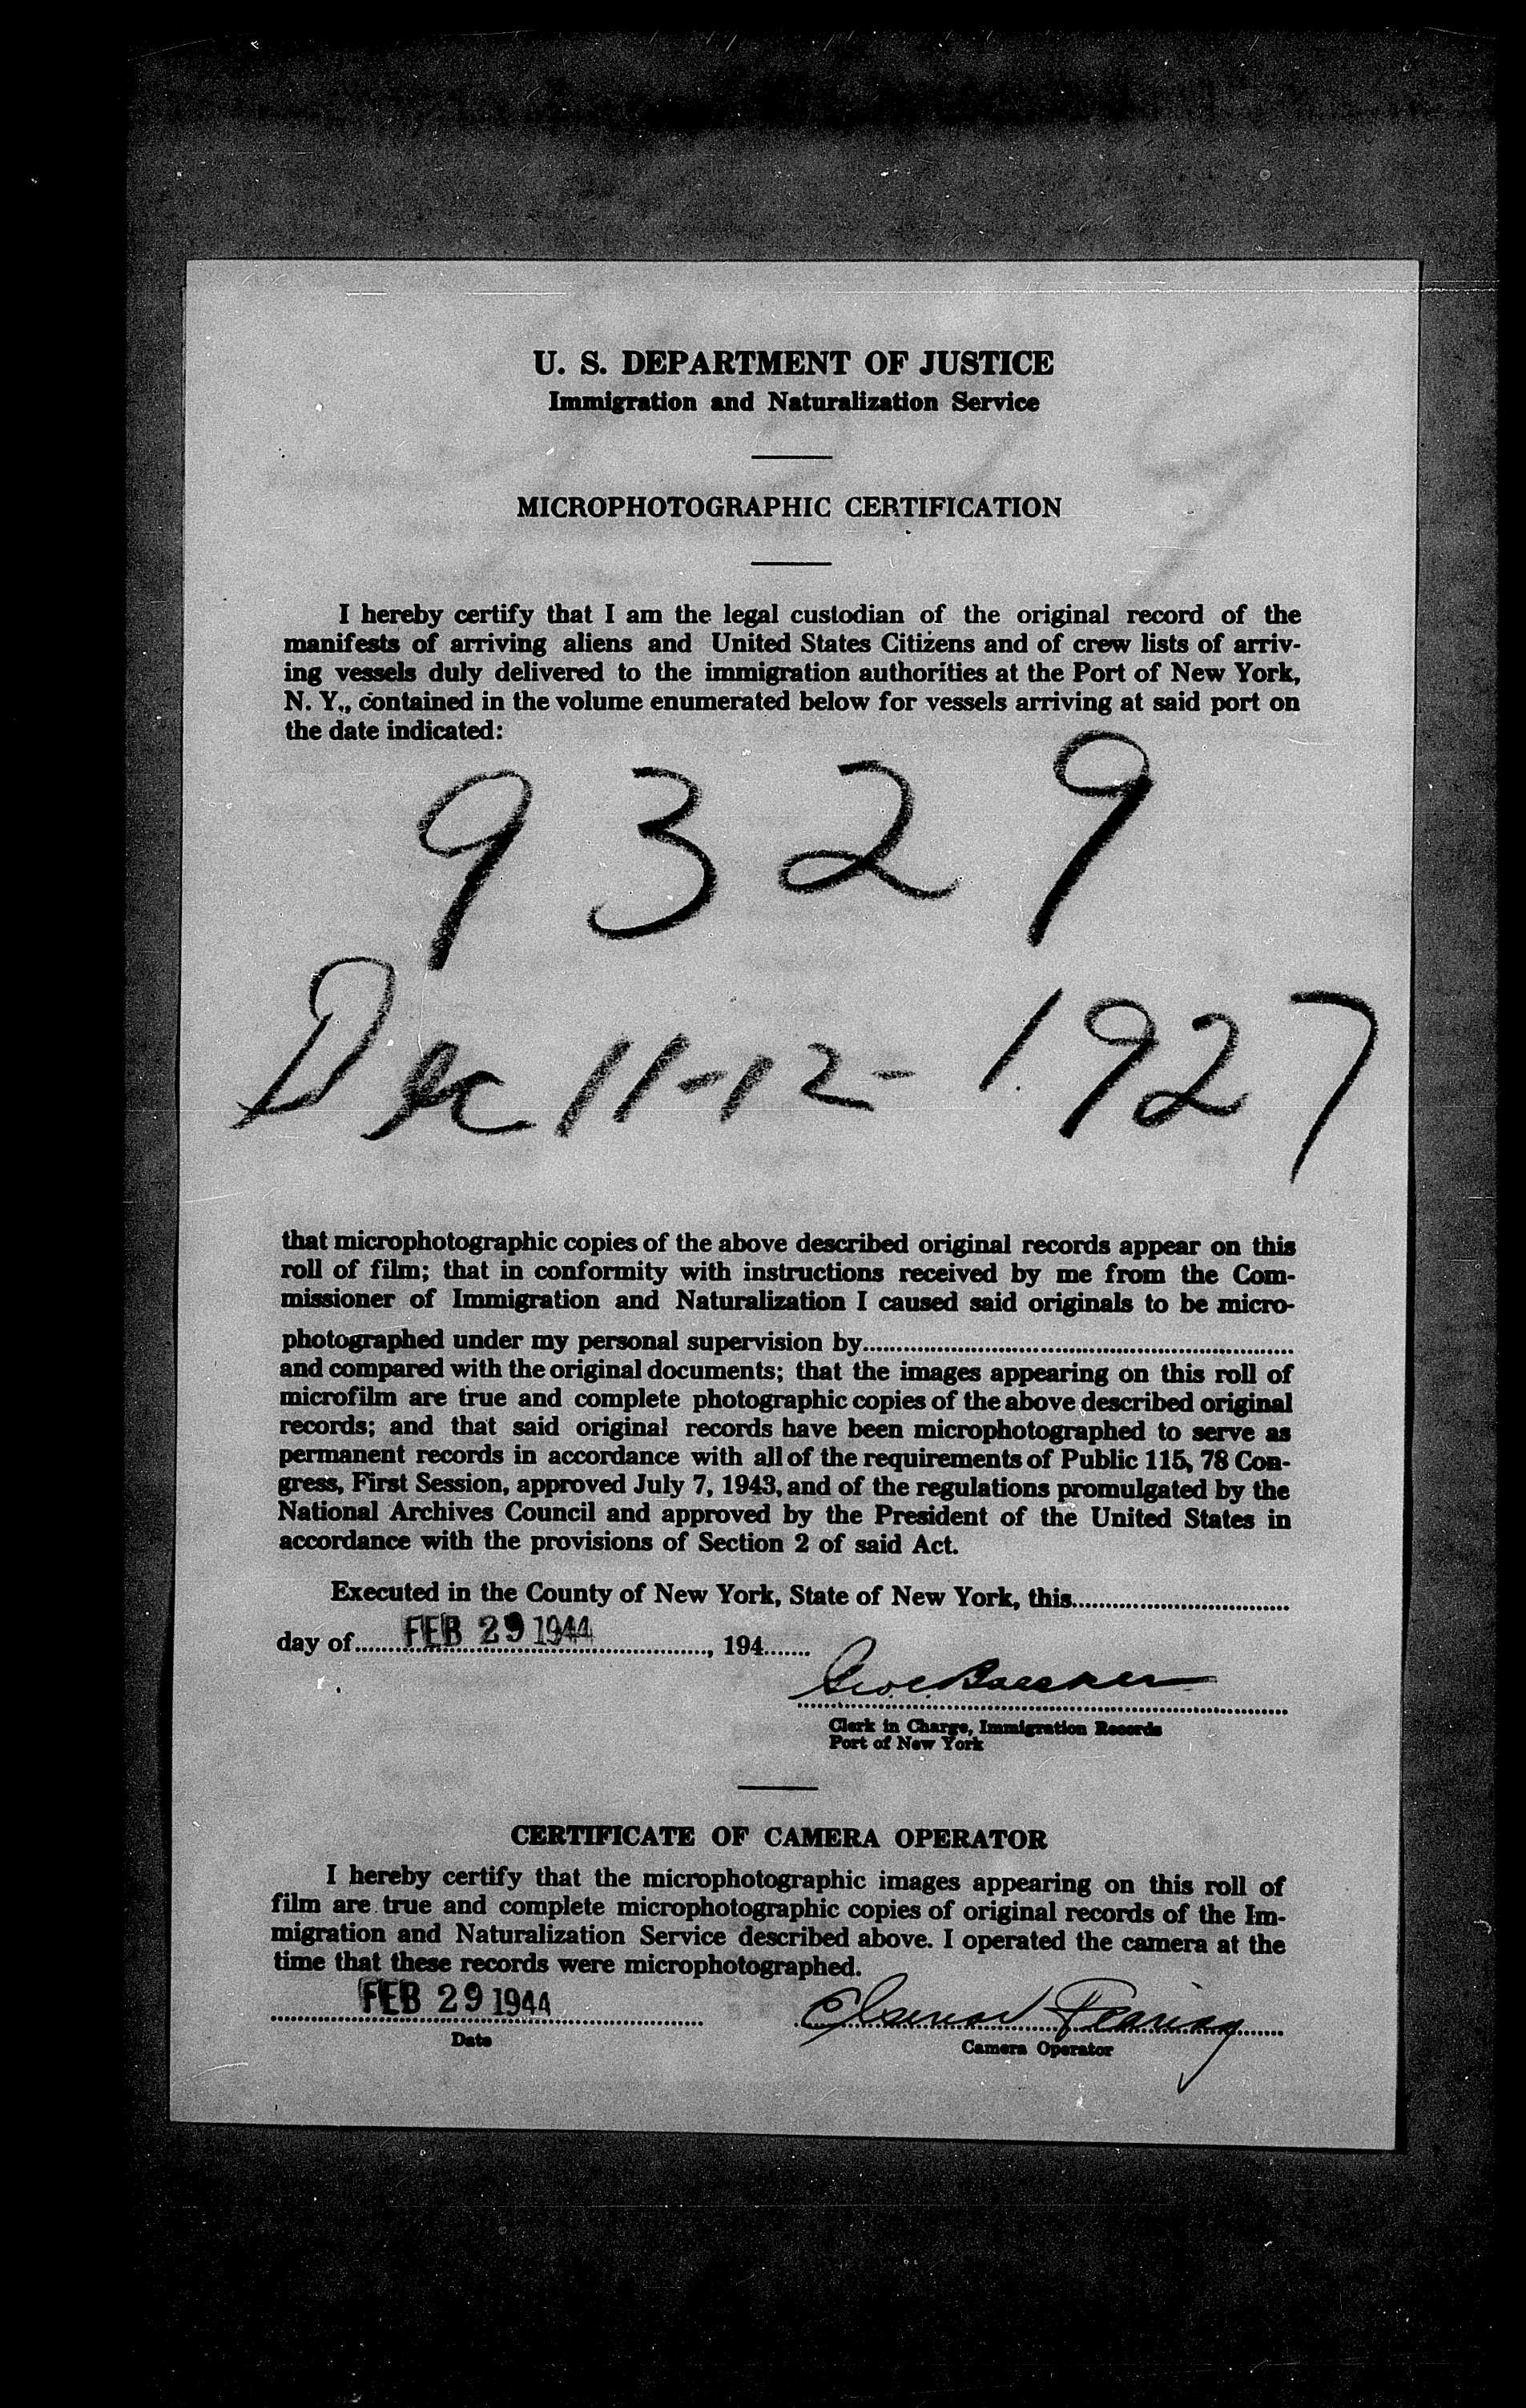 U. S. DEPARTMENT OF JUSTICE
Immigration and Naturalization Service
MICROPHOTOGRAPHIC CERTIFICATION
I hereby certify that I am the legal custodian of the original record of the
manifests of arriving aliens and United States Citizens and of crew lists of arriv-
ing vessels duly delivered to the immigration authorities at the Port of New York,
N. Y., contained in the volume enumerated below for vessels arriving at said port on
the date indicated:
9329
Dec 11-12-1927
that microphotographic copies of the above described original records appear on this
roll of film; that in conformity with instructions received by me from the Com-
missioner of Immigration and Naturalization I caused said originals to be micro-
photographed under my personal supervision by
and compared with the original documents; that the images appearing on this roll of
microfilm are true and complete photographic copies of the above described original
records; and that said original records have been microphotographed to serve as
permanent records in accordance with all of the requirements of Public 115, 78 Con-
gress, First Session, approved July 7, 1943, and of the regulations promulgated by the
National Archives Council and approved by the President of the United States in
accordance with the provisions of Section 2 of said Act.
Executed in the County of New York, State of New York, this
day of FEB 29 1944, 194
Clerk in Charge, Immigration Records
Port of New York
CERTIFICATE OF CAMERA OPERATOR
I hereby certify that the microphotographic images appearing on this roll of
film are true and complete microphotographic copies of original records of the Im-
migration and Naturalization Service described above. I operated the camera at the
time that these records were microphotographed.
FEB 29 1944
Date
Camera Operator